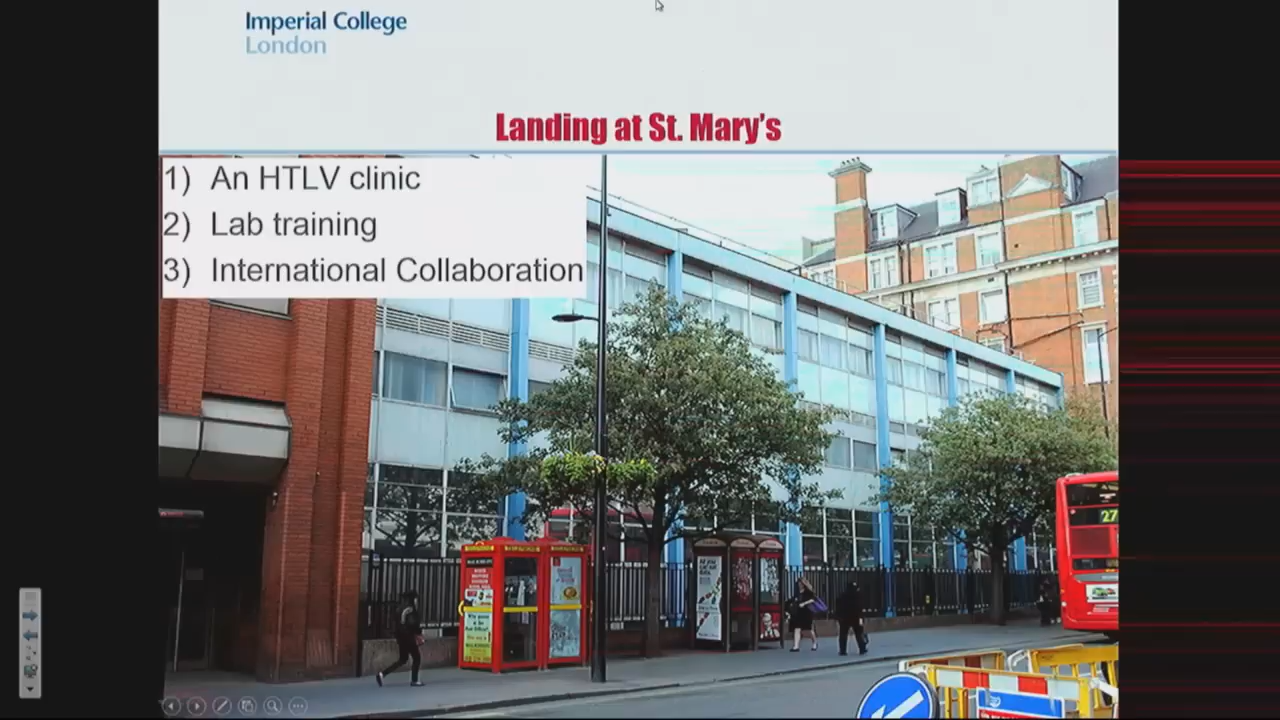 Imperial College
London
Landing at St. Mary's
1) An HTLV clinic
2) Lab training
3) International Collaboration
27